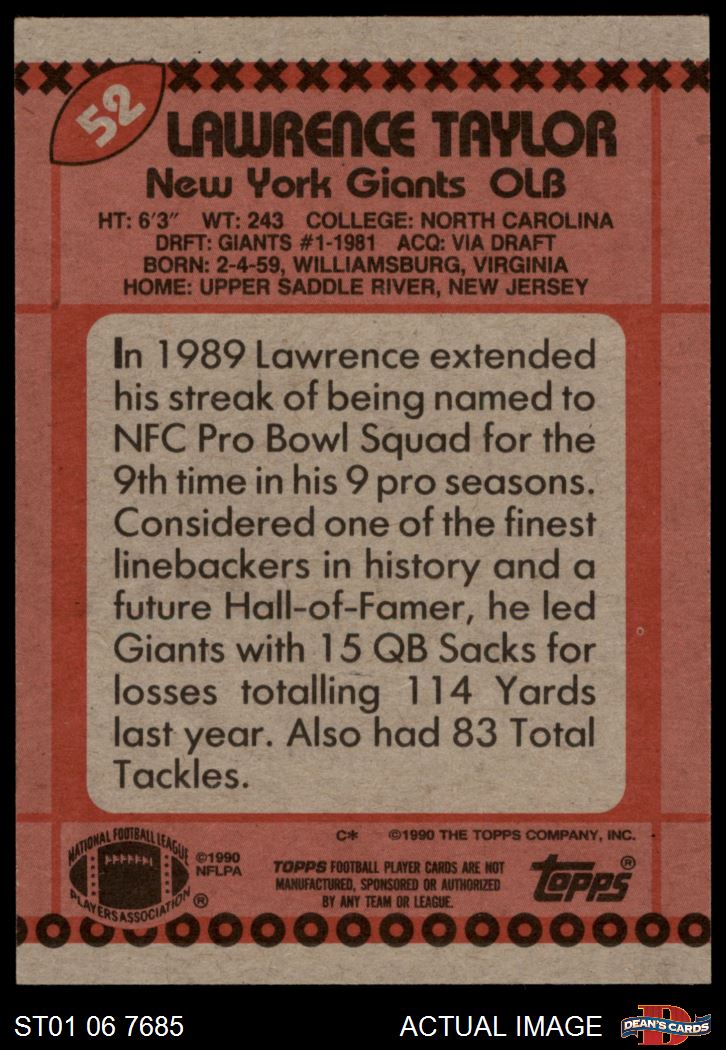 52
LAWRENCE TAYLOR
New York Giants OLB
HT: 6'3" WT: 243 COLLEGE: NORTH CAROLINA
DRFT: GIANTS #1-1981 ACQ: VIA DRAFT
BORN: 2-4-59, WILLIAMSBURG, VIRGINIA
HOME: UPPER SADDLE RIVER, NEW JERSEY
In 1989 Lawrence extended
his streak of being named to
NFC Pro Bowl Squad for the
9th time in his 9 pro seasons.
Considered one of the finest
linebackers in history and a
future Hall-of-Famer, he led
Giants with 15 QB Sacks for
losses totalling 114 Yards
last year. Also had 83 Total
Tackles.
C* ©1990 THE TOPPS COMPANY, INC.
NATIONAL FOOTBALL LEAGUE
PLAYERS ASSOCIATION ®
©1990
NFLPA
TOPPS FOOTBALL PLAYER CARDS ARE NOT
MANUFACTURED, SPONSORED OR AUTHORIZED
BY ANY TEAM OR LEAGUE.
topps®
ST01 06 7685 ACTUAL IMAGE
D
DEAN'S CARDS